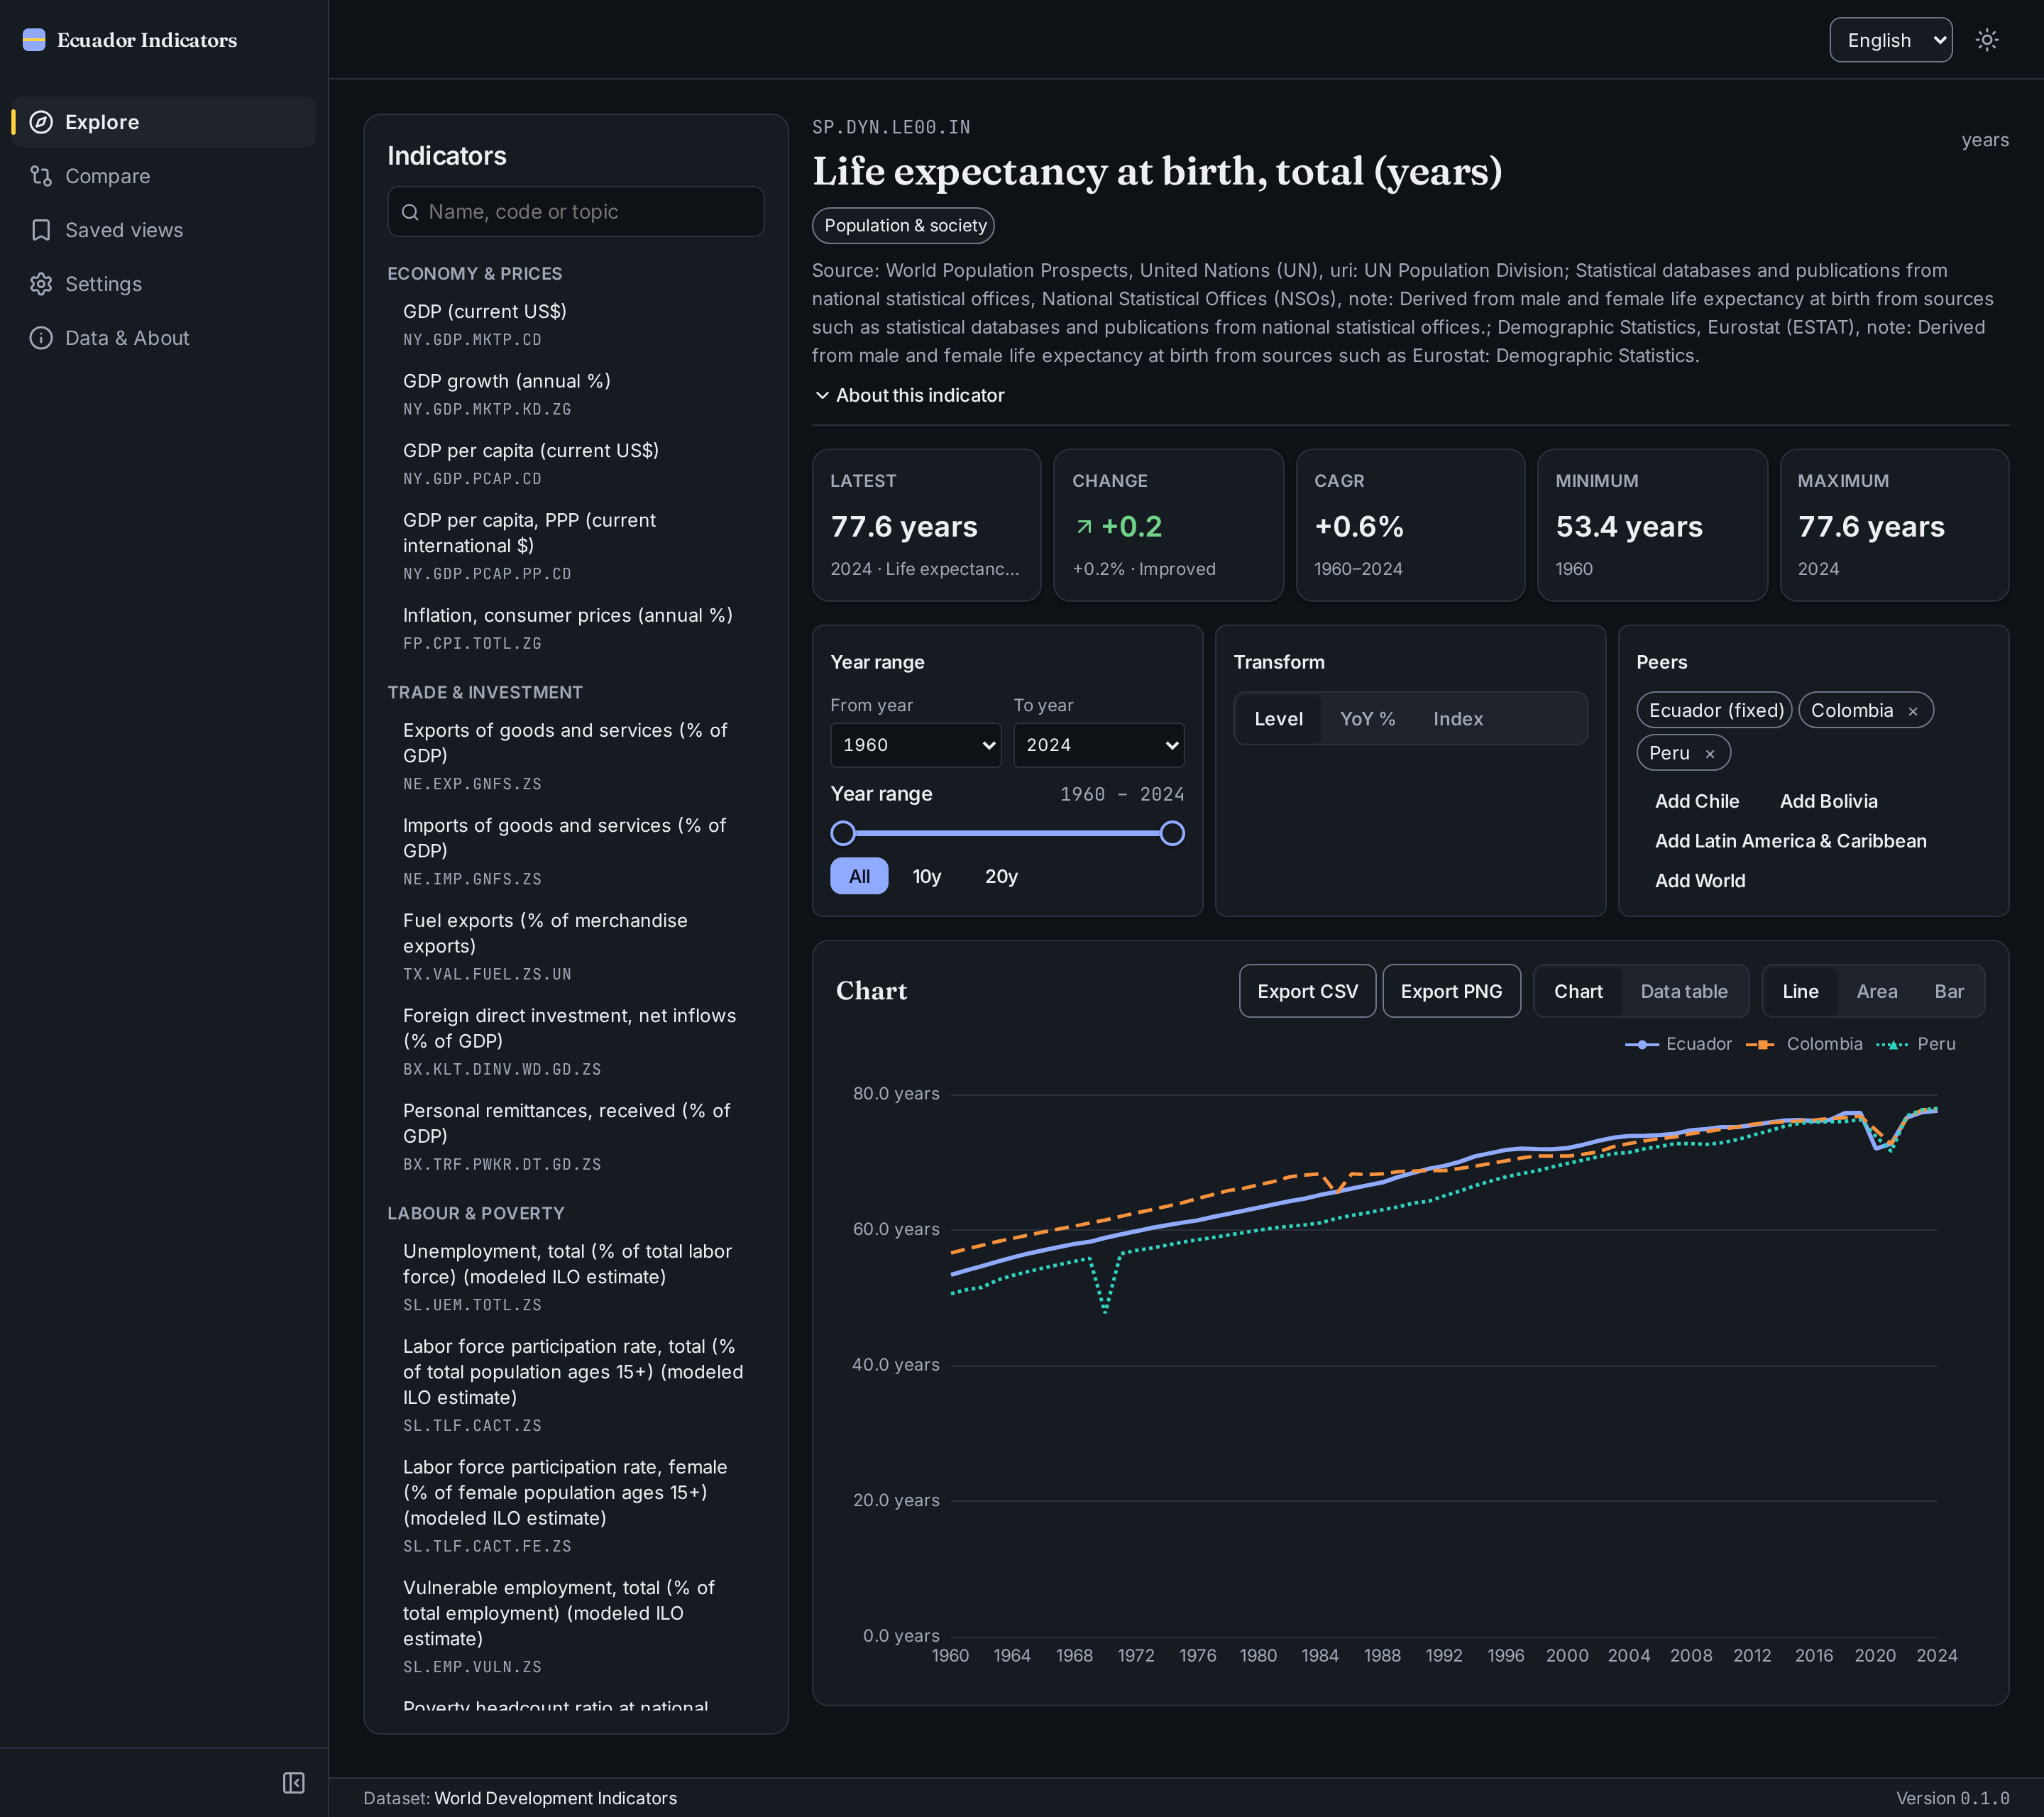 Ecuador Indicators
English
Explore
Compare
Saved views
Settings
Data & About
Indicators
Name, code or topic
ECONOMY & PRICES
GDP (current US$)
NY.GDP.MKTP.CD
GDP growth (annual %)
NY.GDP.MKTP.KD.ZG
GDP per capita (current US$)
NY.GDP.PCAP.CD
GDP per capita, PPP (current
international $)
NY.GDP.PCAP.PP.CD
Inflation, consumer prices (annual %)
FP.CPI.TOTL.ZG
TRADE & INVESTMENT
Exports of goods and services (% of
GDP)
NE.EXP.GNFS.ZS
Imports of goods and services (% of
GDP)
NE.IMP.GNFS.ZS
Fuel exports (% of merchandise
exports)
TX.VAL.FUEL.ZS.UN
Foreign direct investment, net inflows
(% of GDP)
BX.KLT.DINV.WD.GD.ZS
Personal remittances, received (% of
GDP)
BX.TRF.PWKR.DT.GD.ZS
LABOUR & POVERTY
Unemployment, total (% of total labor
force) (modeled ILO estimate)
SL.UEM.TOTL.ZS
Labor force participation rate, total (%
of total population ages 15+) (modeled
ILO estimate)
SL.TLF.CACT.ZS
Labor force participation rate, female
(% of female population ages 15+)
(modeled ILO estimate)
SL.TLF.CACT.FE.ZS
Vulnerable employment, total (% of
total employment) (modeled ILO
estimate)
SL.EMP.VULN.ZS
Poverty headcount ratio at national
SP.DYN.LE00.IN
years
Life expectancy at birth, total (years)
Population & society
Source: World Population Prospects, United Nations (UN), uri: UN Population Division; Statistical databases and publications from
national statistical offices, National Statistical Offices (NSOs), note: Derived from male and female life expectancy at birth from sources
such as statistical databases and publications from national statistical offices.; Demographic Statistics, Eurostat (ESTAT), note: Derived
from male and female life expectancy at birth from sources such as Eurostat: Demographic Statistics.
About this indicator
LATEST
77.6 years
2024 · Life expectanc...
CHANGE
+0.2
+0.2% · Improved
CAGR
+0.6%
1960–2024
MINIMUM
53.4 years
1960
MAXIMUM
77.6 years
2024
Year range
From year To year
1960 2024
Year range 1960 – 2024
All 10y 20y
Transform
Level YoY % Index
Peers
Ecuador (fixed) Colombia ×
Peru ×
Add Chile Add Bolivia
Add Latin America & Caribbean
Add World
Chart
Export CSV Export PNG Chart Data table Line Area Bar
Ecuador Colombia Peru
80.0 years
60.0 years
40.0 years
20.0 years
0.0 years
1960 1964 1968 1972 1976 1980 1984 1988 1992 1996 2000 2004 2008 2012 2016 2020 2024
Dataset: World Development Indicators
Version 0.1.0